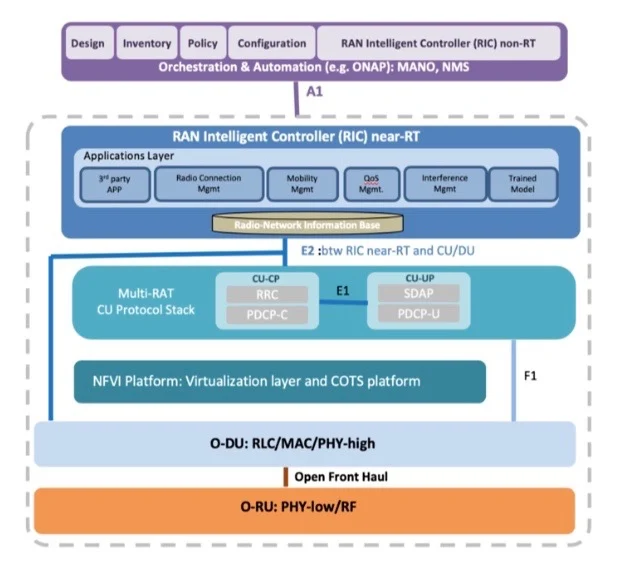 Design
Inventory
Policy
Configuration
RAN Intelligent Controller (RIC) non-RT
Orchestration & Automation (e.g. ONAP): MANO, NMS
A1
RAN Intelligent Controller (RIC) near-RT
Applications Layer
3rd party
APP
Radio Connection
Mgmt
Mobility
Mgmt
QoS
Mgmt.
Interference
Mgmt
Trained
Model
Radio-Network Information Base
E2 :btw RIC near-RT and CU/DU
Multi-RAT
CU Protocol Stack
CU-CP
RRC
PDCP-C
E1
CU-UP
SDAP
PDCP-U
NFVI Platform: Virtualization layer and COTS platform
F1
O-DU: RLC/MAC/PHY-high
Open Front Haul
O-RU: PHY-low/RF